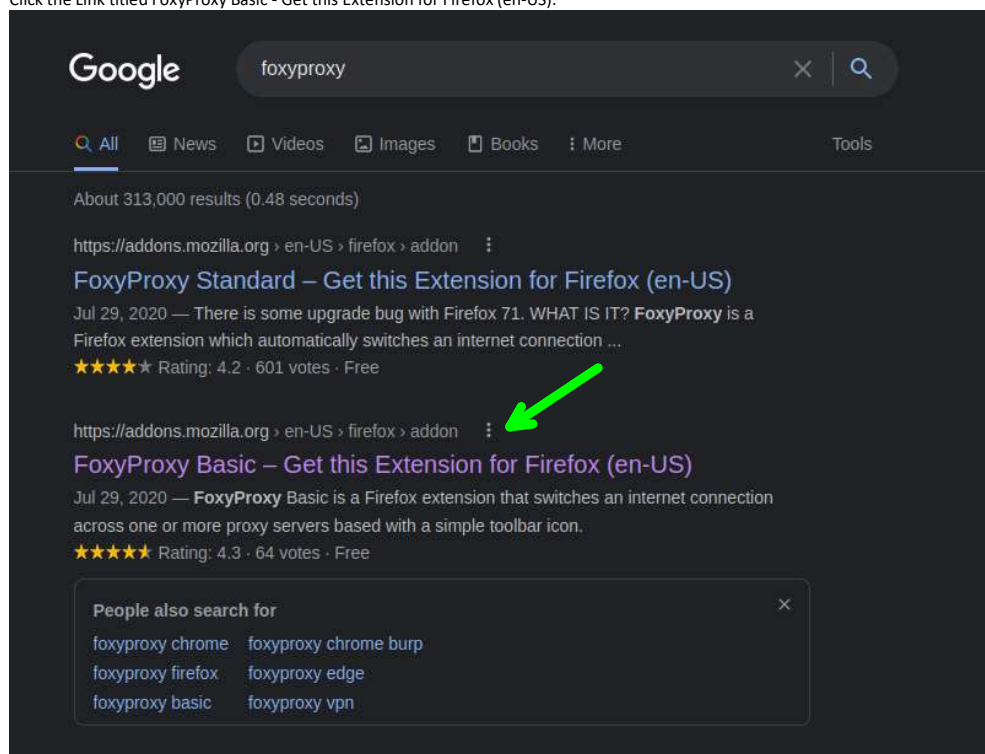 Click the Link titled FoxyProxy Basic - Get this Extension for Firefox (en-US).
Google
foxyproxy
All News Videos Images Books More Tools
About 313,000 results (0.48 seconds)
https://addons.mozilla.org › en-US › firefox › addon
FoxyProxy Standard – Get this Extension for Firefox (en-US)
Jul 29, 2020 — There is some upgrade bug with Firefox 71. WHAT IS IT? FoxyProxy is a
Firefox extension which automatically switches an internet connection ...
Rating: 4.2 · 601 votes · Free
https://addons.mozilla.org › en-US › firefox › addon
FoxyProxy Basic – Get this Extension for Firefox (en-US)
Jul 29, 2020 — FoxyProxy Basic is a Firefox extension that switches an internet connection
across one or more proxy servers based with a simple toolbar icon.
Rating: 4.3 · 64 votes · Free
People also search for
foxyproxy chrome foxyproxy chrome burp
foxyproxy firefox foxyproxy edge
foxyproxy basic foxyproxy vpn